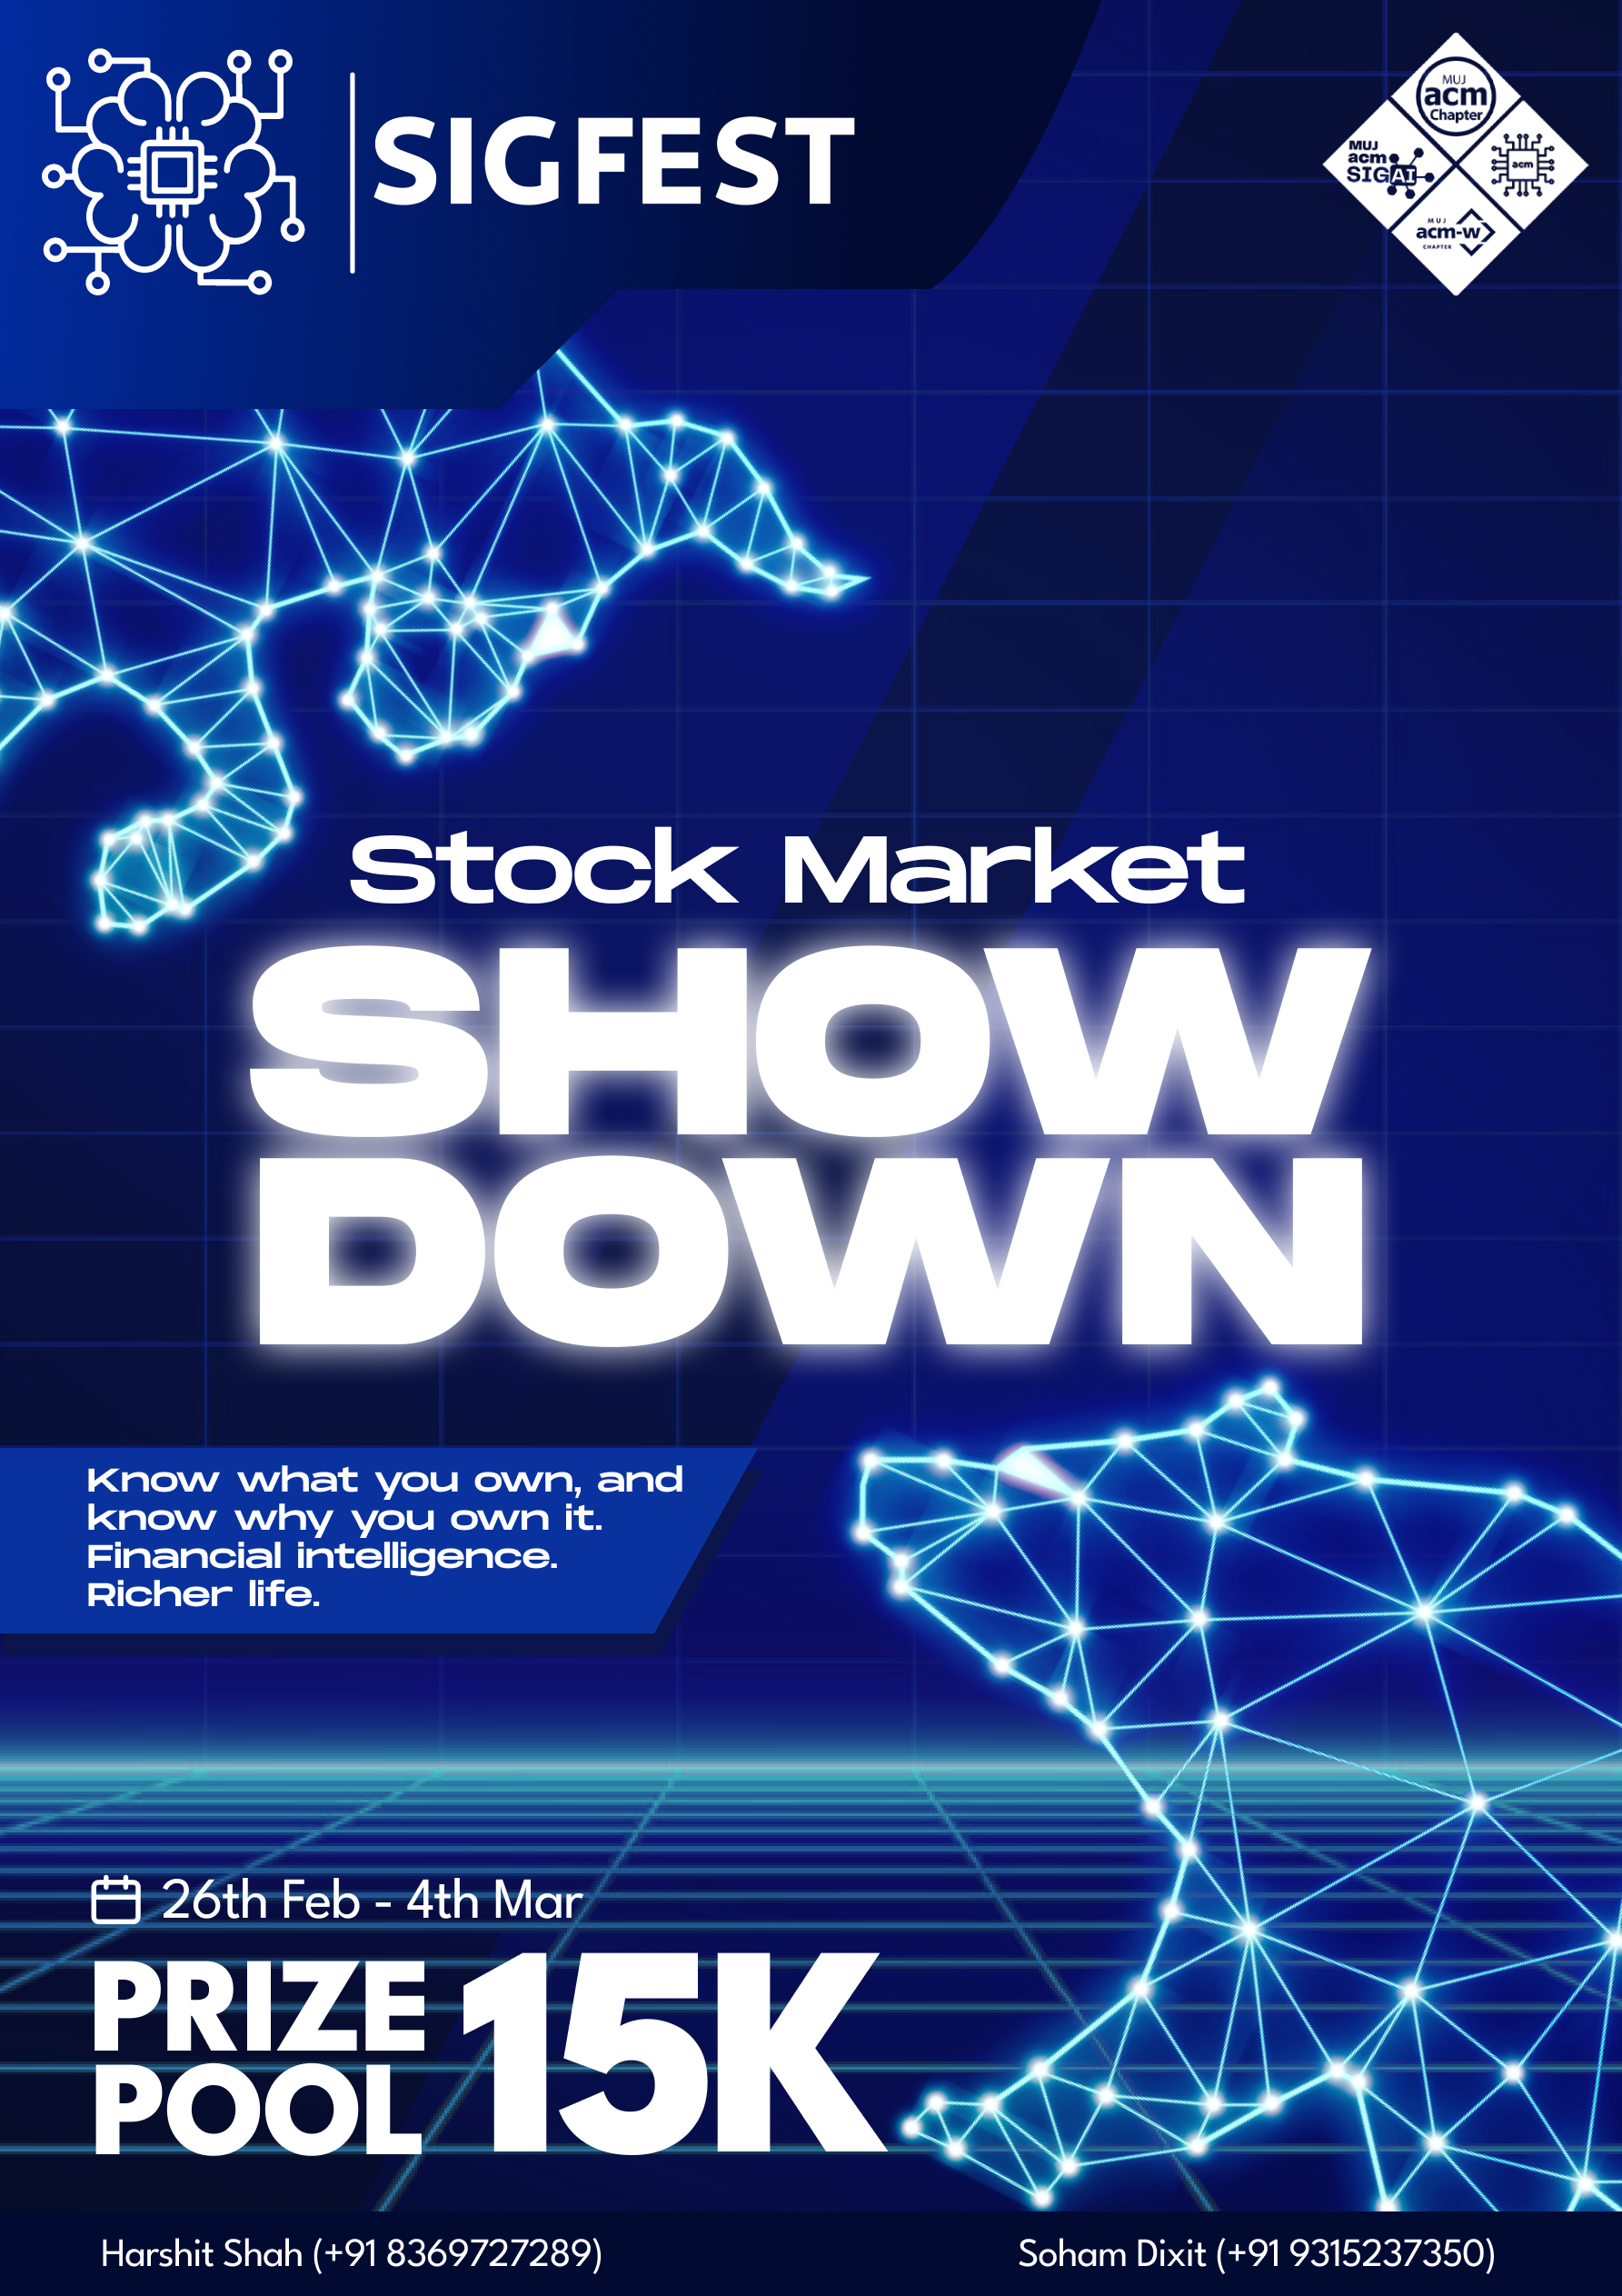 SIGFEST
MUJ
acm
Chapter
MUJ
acm
SIGAI
acm
MUJ
acm-w
CHAPTER
Stock Market
SHOW
DOWN
Know what you own, and
know why you own it.
Financial intelligence.
Richer life.
26th Feb - 4th Mar
PRIZE
POOL
15K
Harshit Shah (+91 8369727289)
Soham Dixit (+91 9315237350)